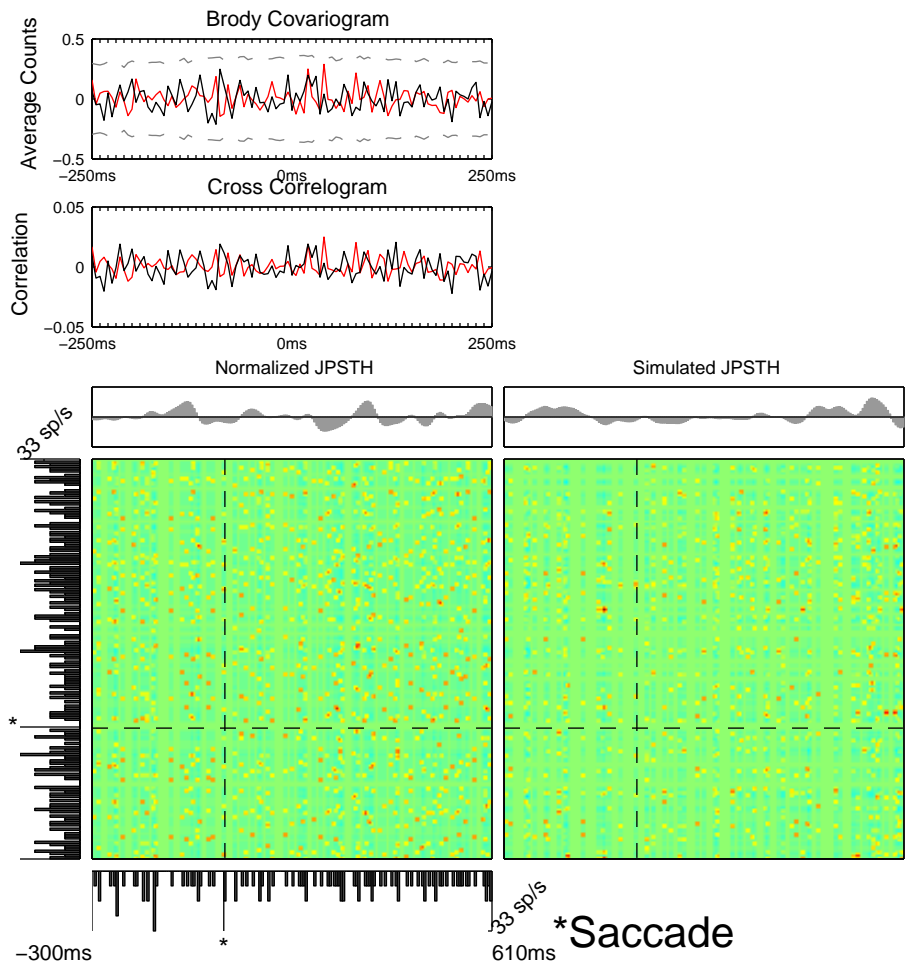 Brody Covariogram
Average Counts
0.5
0
−0.5
−250ms
0ms
250ms
Cross Correlogram
Correlation
0.05
0
−0.05
−250ms
0ms
250ms
Normalized JPSTH
Simulated JPSTH
33 sp/s
*
33 sp/s
*
*Saccade
−300ms
610ms